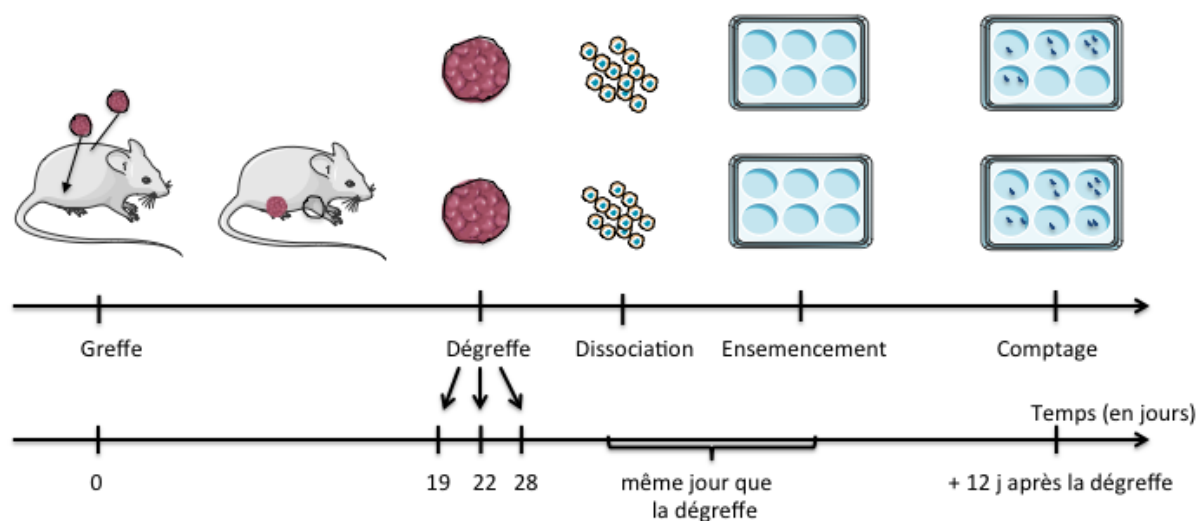 Greffe
Dégreffe
Dissociation
Ensemencement
Comptage
Temps (en jours)
0
19
22
28
même jour que
la dégreffe
+ 12 j après la dégreffe